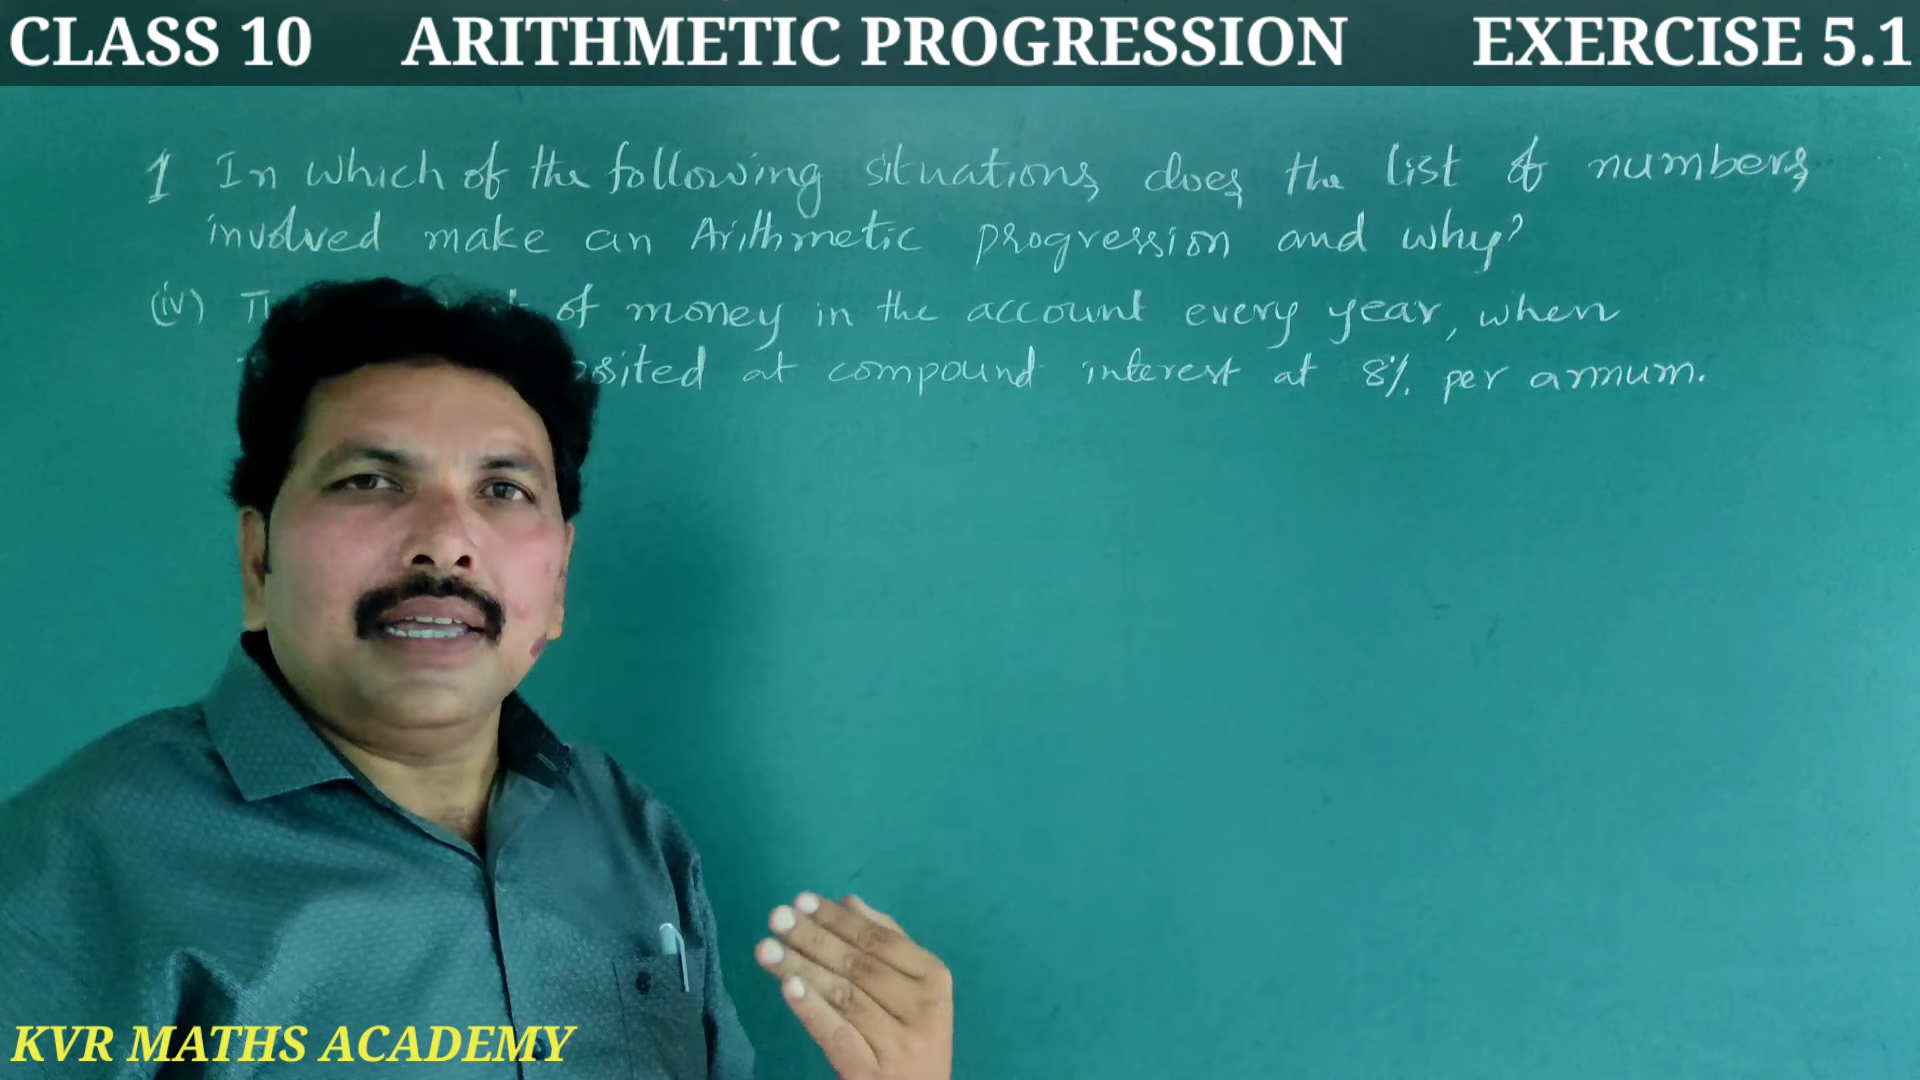 CLASS 10 ARITHMETIC PROGRESSION EXERCISE 5.1
1 In which of the following situations does the list of numbers
involved make an Arithmetic progression and why?
(iv) of money in the account every year, when
at compound interest at 8% per annum.
KVR MATHS ACADEMY